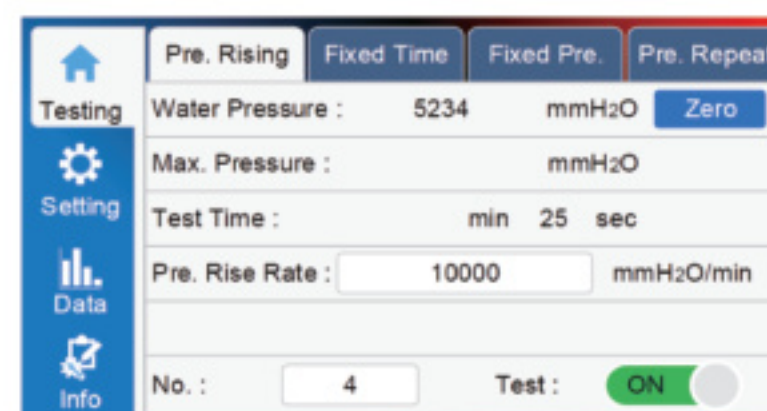 Pre. Rising Fixed Time Fixed Pre. Pre. Repea
Testing
Water Pressure : 5234 mmH2O Zero
Max. Pressure : mmH2O
Setting
Test Time : min 25 sec
Pre. Rise Rate : 10000 mmH2O/min
Data
Info
No. : 4 Test : ON